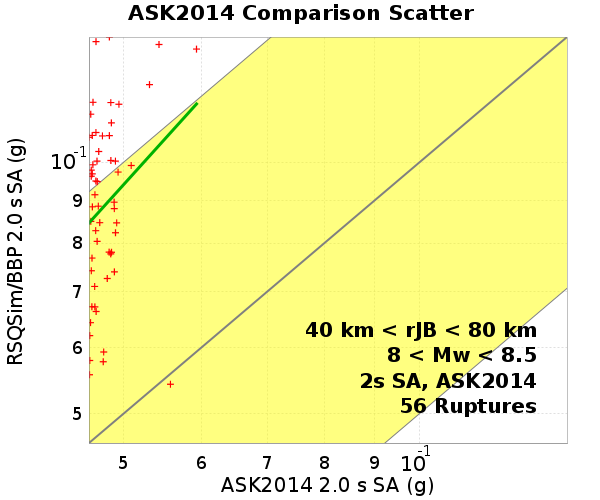 ASK2014 Comparison Scatter
RSQSim/BBP 2.0 s SA (g)
10-1
9
8
7
6
5
40 km < rJB < 80 km
8 < Mw < 8.5
2s SA, ASK2014
56 Ruptures
5 6 7 8 9 10-1
ASK2014 2.0 s SA (g)